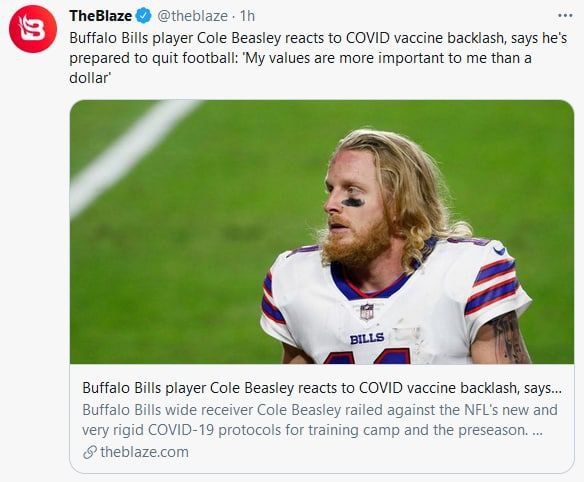 TheBlaze @theblaze · 1h
Buffalo Bills player Cole Beasley reacts to COVID vaccine backlash, says he's
prepared to quit football: 'My values are more important to me than a
dollar'
BILLS
11
Buffalo Bills player Cole Beasley reacts to COVID vaccine backlash, says...
Buffalo Bills wide receiver Cole Beasley railed against the NFL's new and
very rigid COVID-19 protocols for training camp and the preseason. ...
theblaze.com